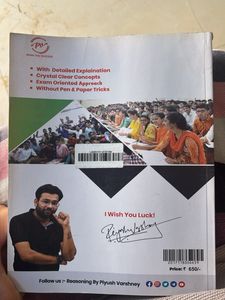 With Detailed Explaination
Crystal Clear Concepts
Exam Oriented Approach
Without Pen & Paper Tricks
I Wish You Luck!
Price: ₹ 650/-
Follow us :- Reasoning By Piyush Varshney